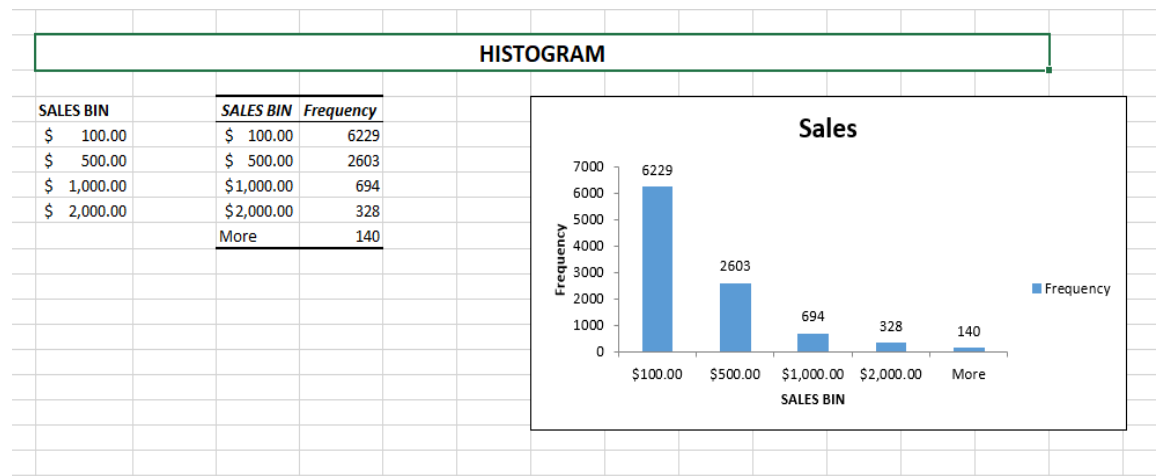 HISTOGRAM
SALES BIN
$ 100.00
$ 500.00
$ 1,000.00
$ 2,000.00
SALES BIN Frequency
$ 100.00 6229
$ 500.00 2603
$1,000.00 694
$2,000.00 328
More 140
Sales
7000
6000
5000
4000
3000
2000
1000
0
Frequency
6229
2603
694
328
140
$100.00 $500.00 $1,000.00 $2,000.00 More
SALES BIN
Frequency